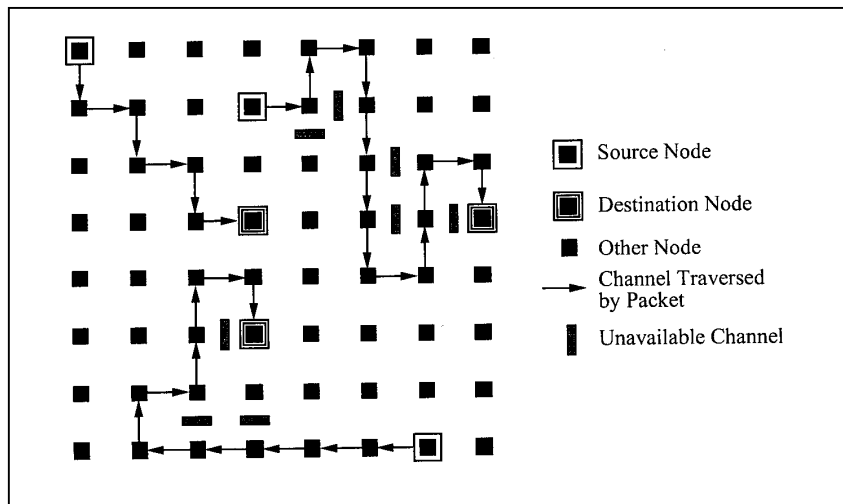 Source Node
Destination Node
Other Node
Channel Traversed
by Packet
Unavailable Channel